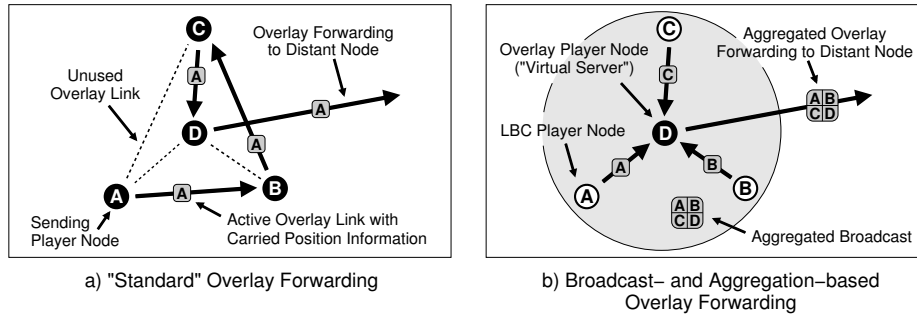 C
Overlay Forwarding
to Distant Node
A
Unused
Overlay Link
A
D
A
A
A
B
Sending
Player Node
Active Overlay Link with
Carried Position Information
a) "Standard" Overlay Forwarding
C
Aggregated Overlay
Forwarding to Distant Node
Overlay Player Node
("Virtual Server")
C
A B
C D
LBC Player Node
D
A
B
A
B
A B
C D
Aggregated Broadcast
b) Broadcast− and Aggregation−based
Overlay Forwarding